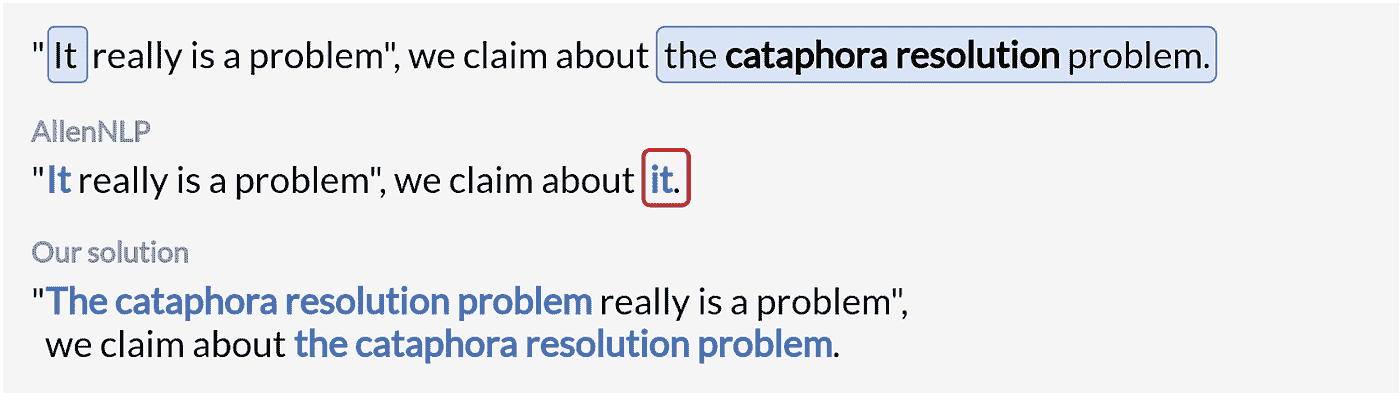 "It really is a problem", we claim about the cataphora resolution problem.
AllenNLP
"It really is a problem", we claim about it.
Our solution
"The cataphora resolution problem really is a problem",
we claim about the cataphora resolution problem.